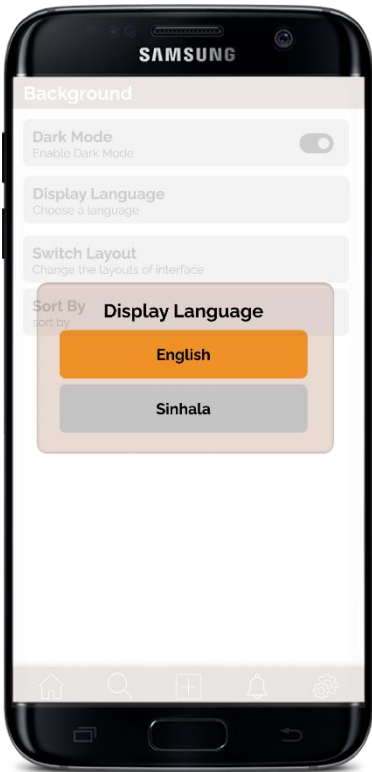 SAMSUNG
Background
Dark Mode
Enable Dark Mode
Display Language
Choose a language
Switch Layout
Change the layouts of interface
Sort By
sort by
Display Language
English
Sinhala